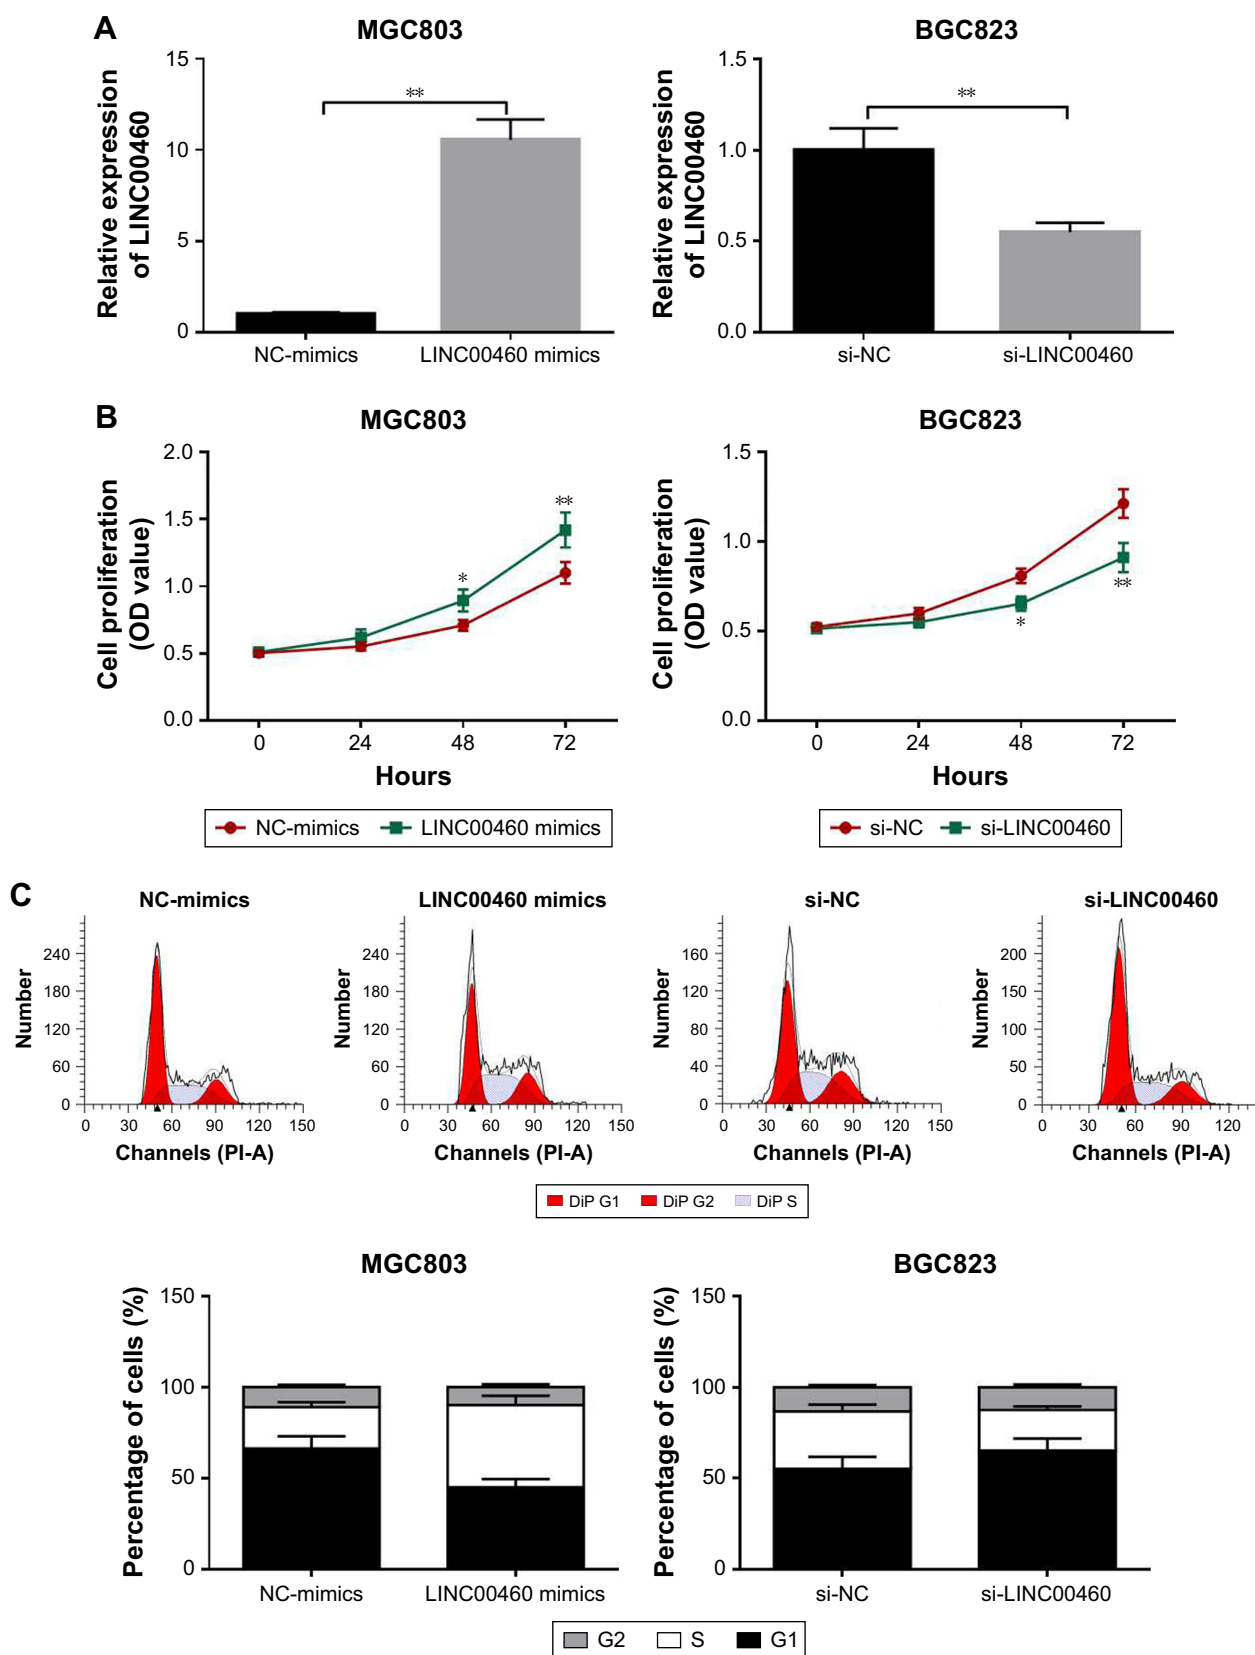 A
MGC803
BGC823
Relative expression
of LINC00460
15
10
5
0
**
NC-mimics
LINC00460 mimics
Relative expression
of LINC00460
1.5
1.0
0.5
0.0
**
si-NC
si-LINC00460
B
MGC803
BGC823
Cell proliferation
(OD value)
2.0
1.5
1.0
0.5
0.0
*
**
0 24 48 72
Hours
NC-mimics LINC00460 mimics
Cell proliferation
(OD value)
1.5
1.0
0.5
0.0
*
**
0 24 48 72
Hours
si-NC si-LINC00460
C
NC-mimics
Number
240
180
120
60
0
0 30 60 90 120 150
Channels (PI-A)
LINC00460 mimics
Number
240
180
120
60
0
0 30 60 90 120 150
Channels (PI-A)
si-NC
Number
160
120
80
40
0
0 30 60 90 120 150
Channels (PI-A)
si-LINC00460
Number
200
150
100
50
0
0 30 60 90 120
Channels (PI-A)
DiP G1 DiP G2 DiP S
MGC803
Percentage of cells (%)
150
100
50
0
NC-mimics
LINC00460 mimics
BGC823
Percentage of cells (%)
150
100
50
0
si-NC
si-LINC00460
G2 S G1